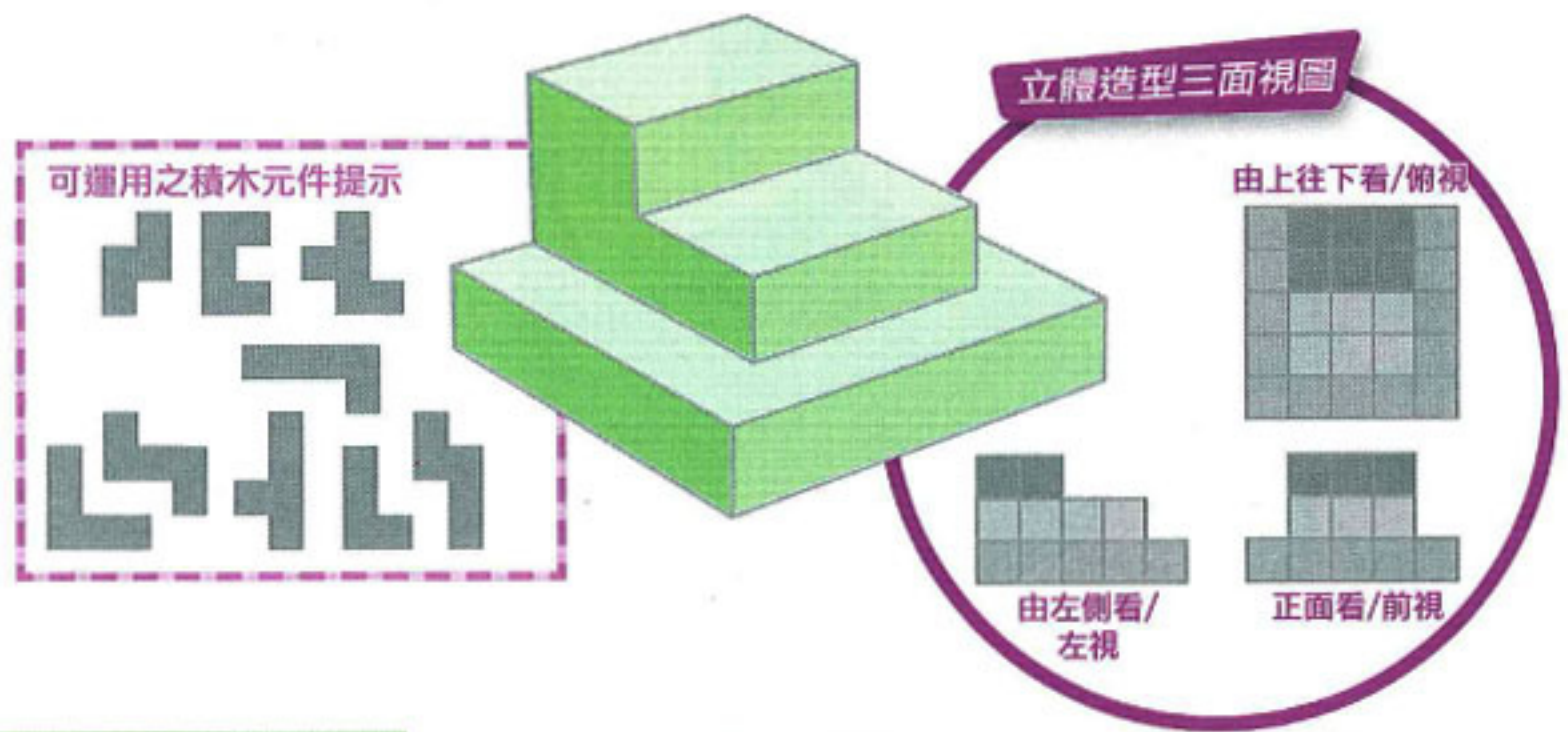 可運用之積木元件提示
立體造型三面視圖
由上往下看/俯視
由左側看/
左視
正面看/前視